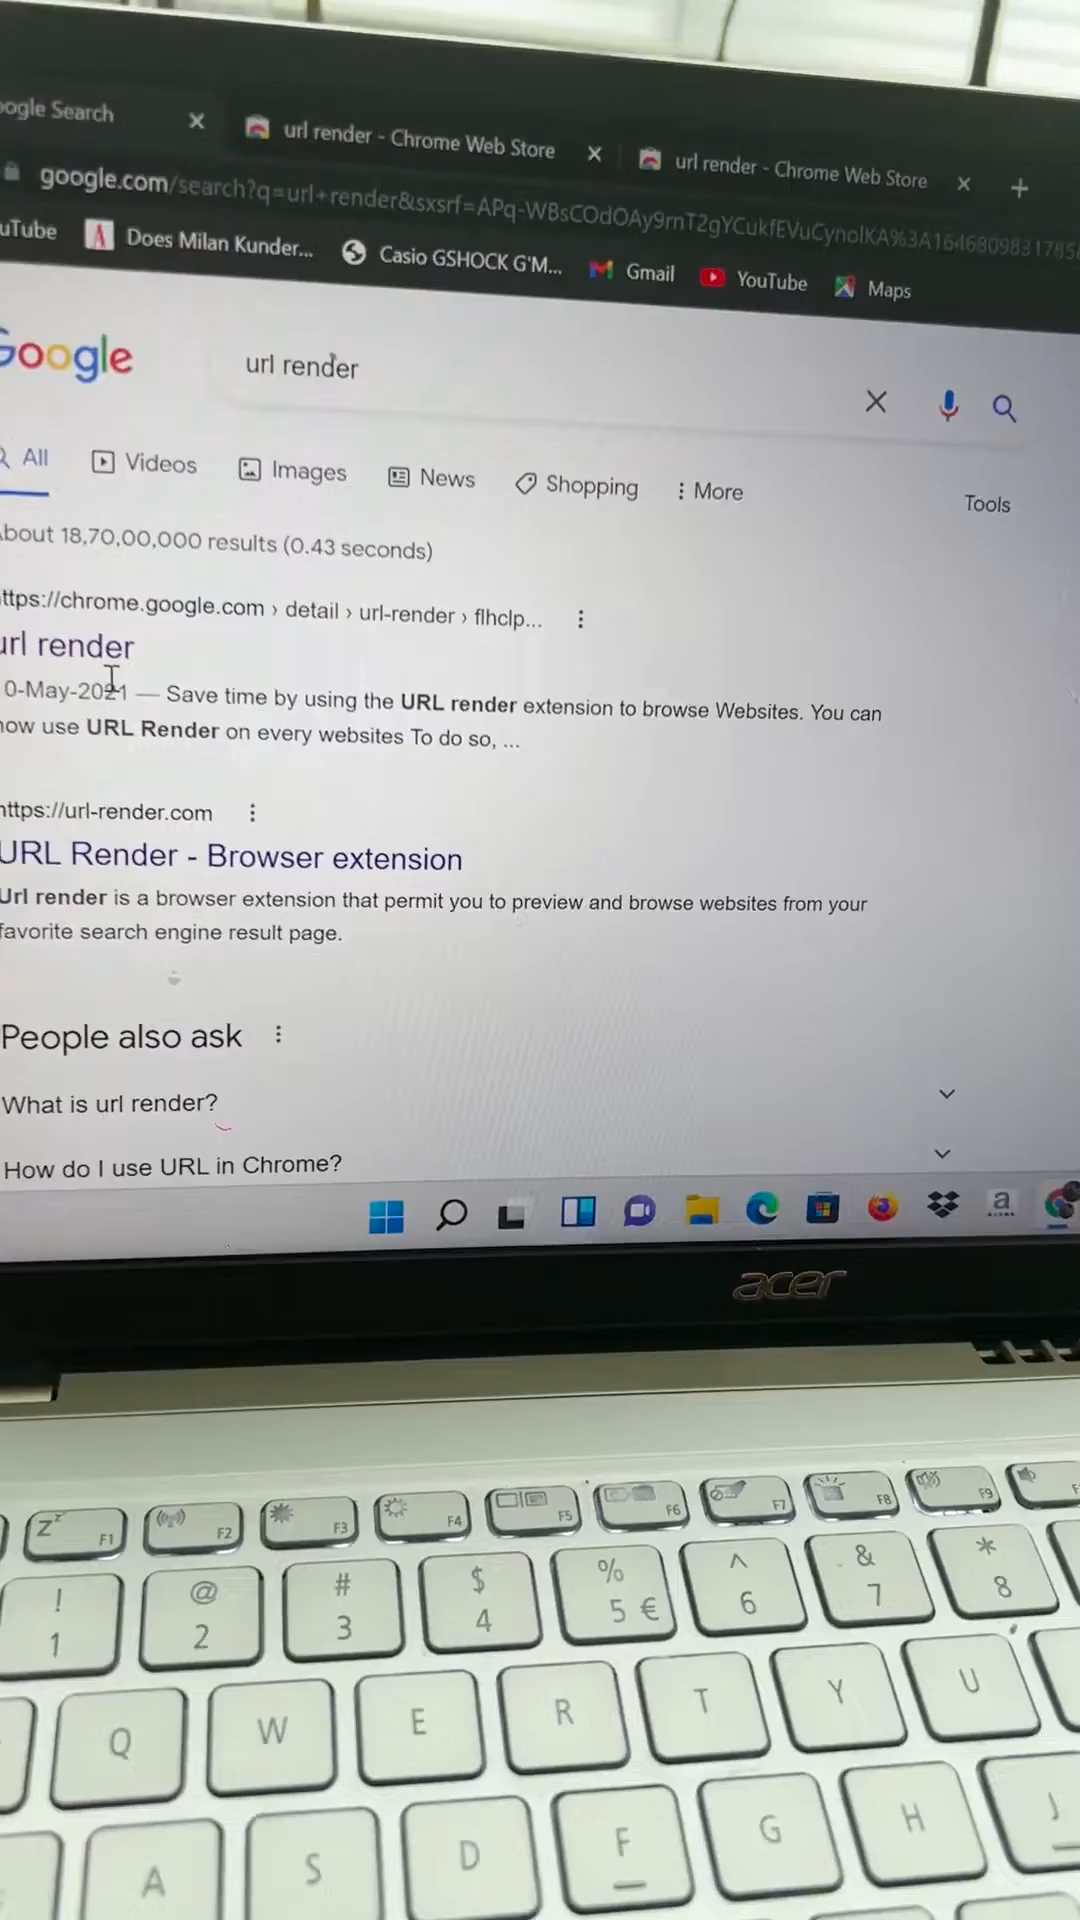 oogle Search
url render - Chrome Web Store
url render - Chrome Web Store
google.com/search?q=url+render&sxsrf=
uTube
Does Milan Kunder...
Casio GSHOCK G'M...
Gmail
YouTube
Maps
Google
url render
All
Videos
Images
News
Shopping
More
Tools
About 18,70,00,000 results (0.43 seconds)
ttps://chrome.google.com › detail › url-render › flhclp...
url render
0-May-2021 — Save time by using the URL render extension to browse Websites. You can
now use URL Render on every websites To do so, ...
https://url-render.com
URL Render - Browser extension
Url render is a browser extension that permit you to preview and browse websites from your
favorite search engine result page.
People also ask
What is url render?
How do I use URL in Chrome?
a
acer
Zz F1
F2
F3
F4
F5
F6
F7
F8
F9
F
! 1
@ 2
# 3
$ 4
% 5 €
^ 6
& 7
* 8
Q W E R T Y U
A S D F G H J